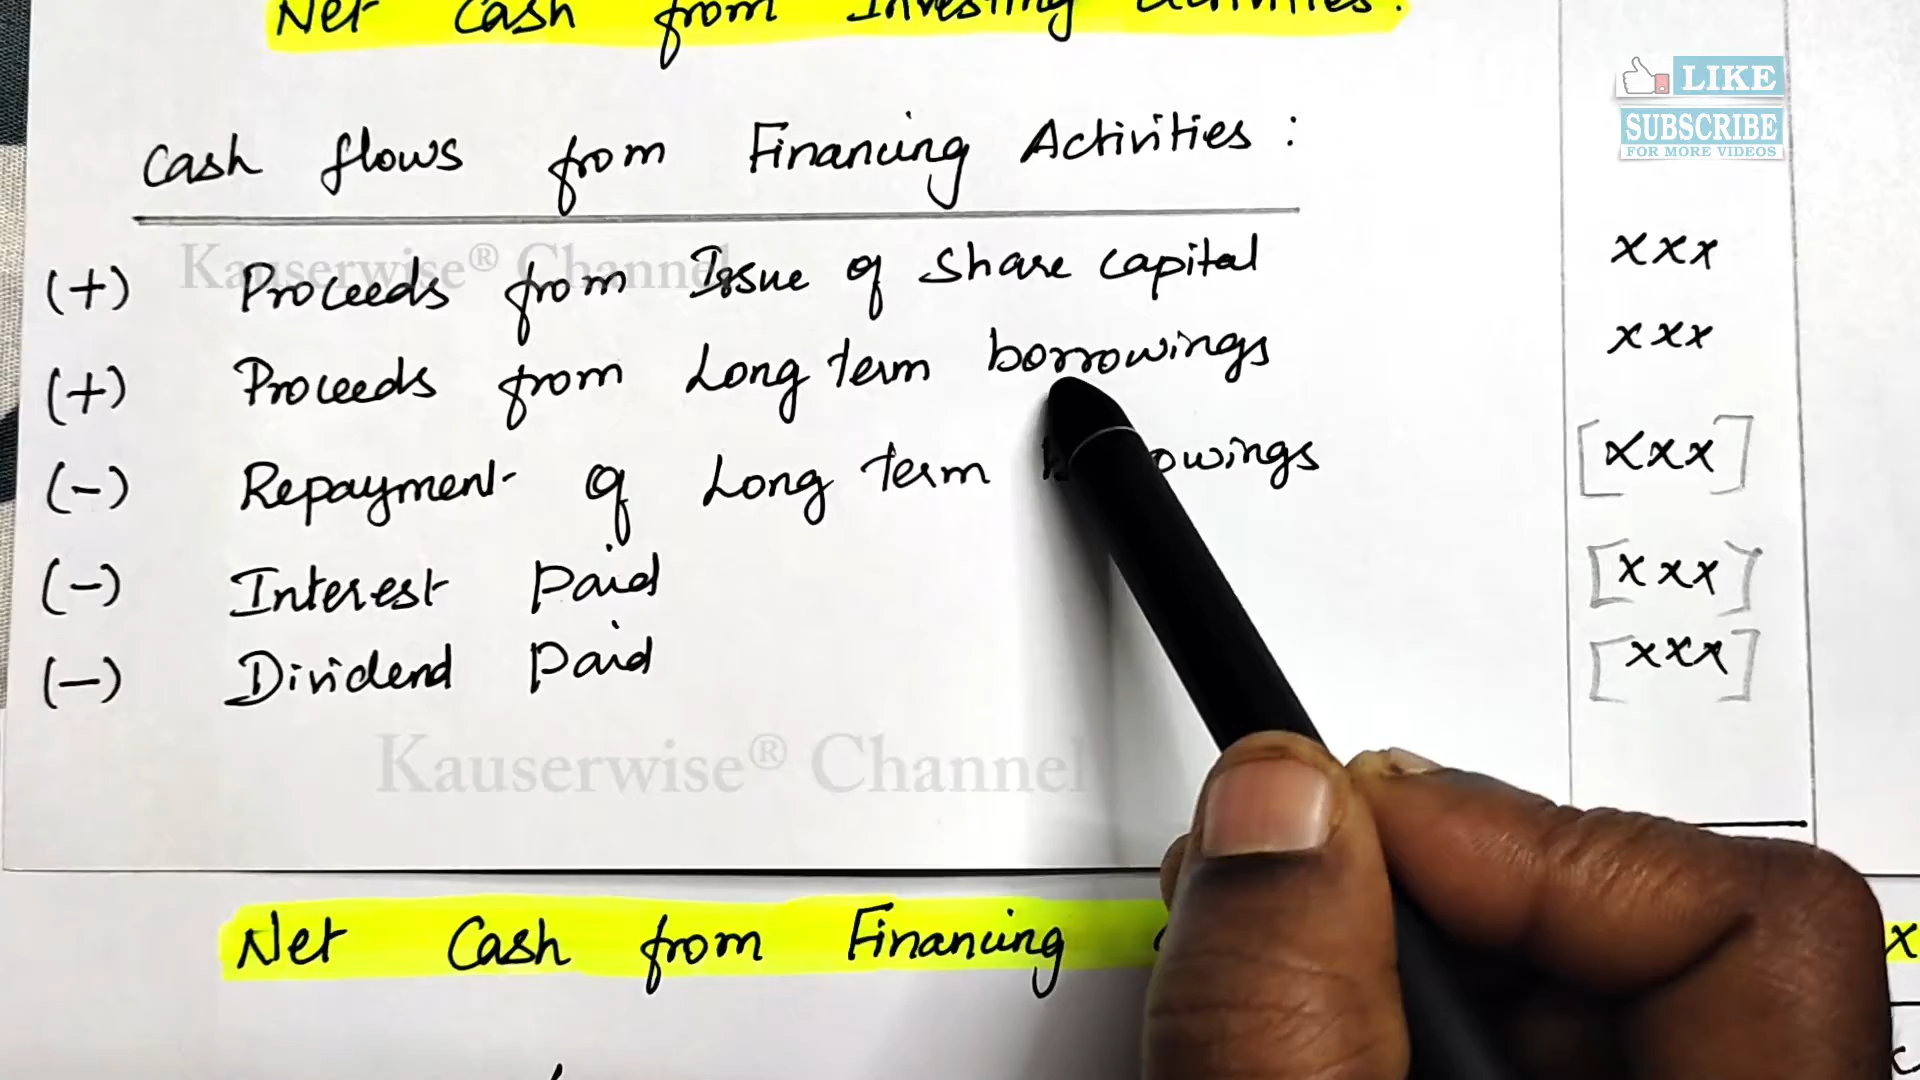 Net Cash from Investing Activities:
LIKE
SUBSCRIBE
FOR MORE VIDEOS
Cash flows from Financing Activities :
Kauserwise® Channel
(+) Proceeds from Issue of Share Capital xxx
(+) Proceeds from Long term borrowings xxx
(-) Repayment of Long term [xxx]
(-) Interest Paid [xxx]
(-) Dividend Paid [xxx]
Kauserwise® Channel
Net Cash from Financing